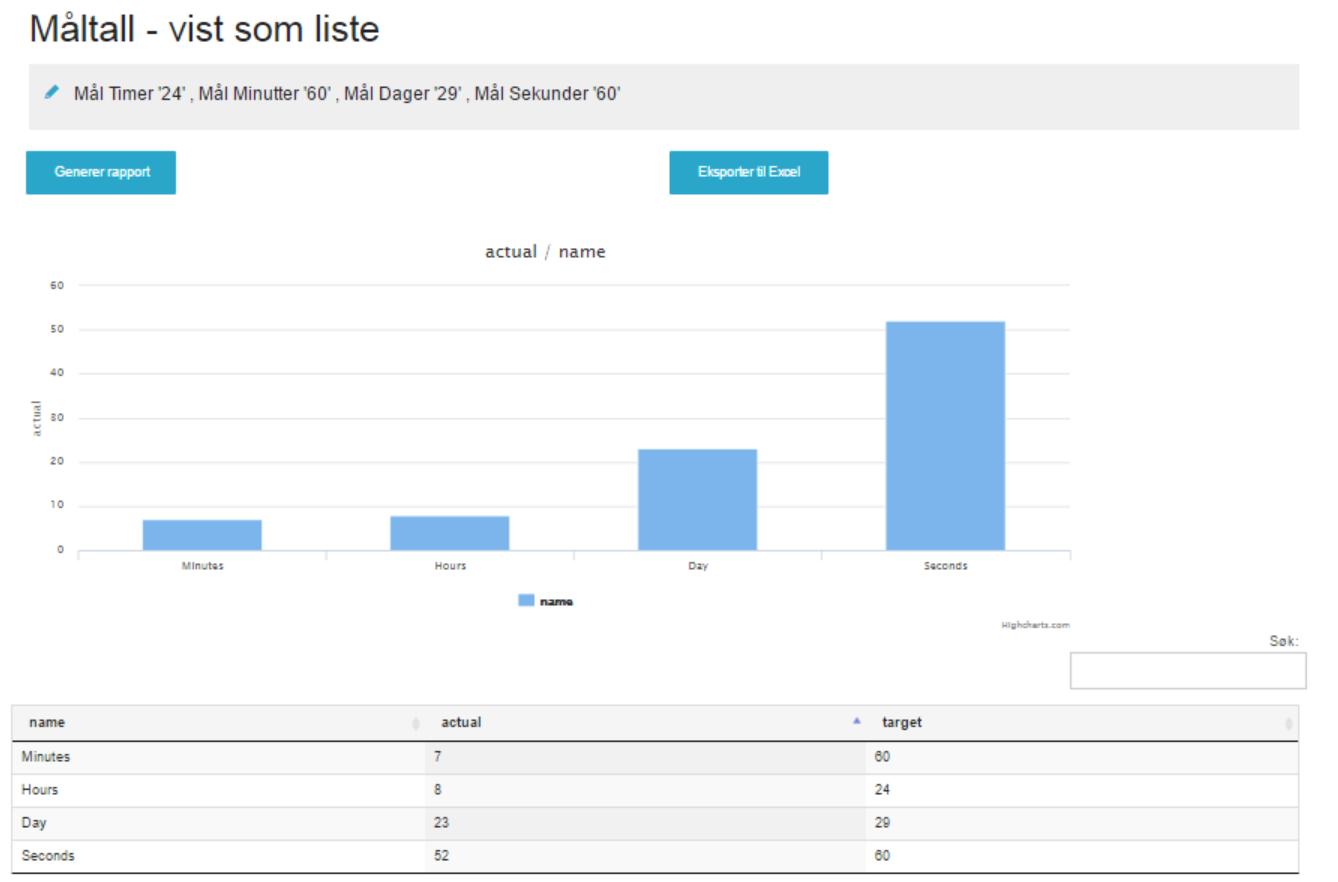 Måltall - vist som liste
Mål Timer '24' , Mål Minutter '60' , Mål Dager '29' , Mål Sekunder '60'
Generer rapport
Eksporter til Excel
actual / name
60
50
40
30
20
10
0
actual
Minutes Hours Day Seconds
name
Highcharts.com
Søk:
name actual target
Minutes 7 60
Hours 8 24
Day 23 29
Seconds 52 60